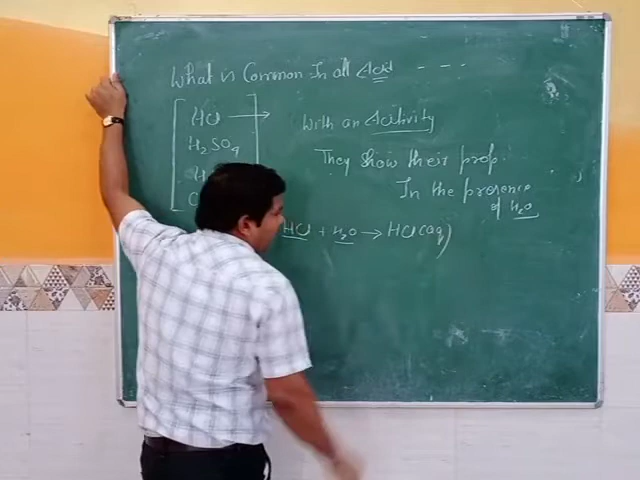 What is Common In all Acid - - -
HCl →
With an Acitivity
H₂SO₄
They show their prop.
H
In the presence
of H₂O
HCl + H₂O → HCl(aq)